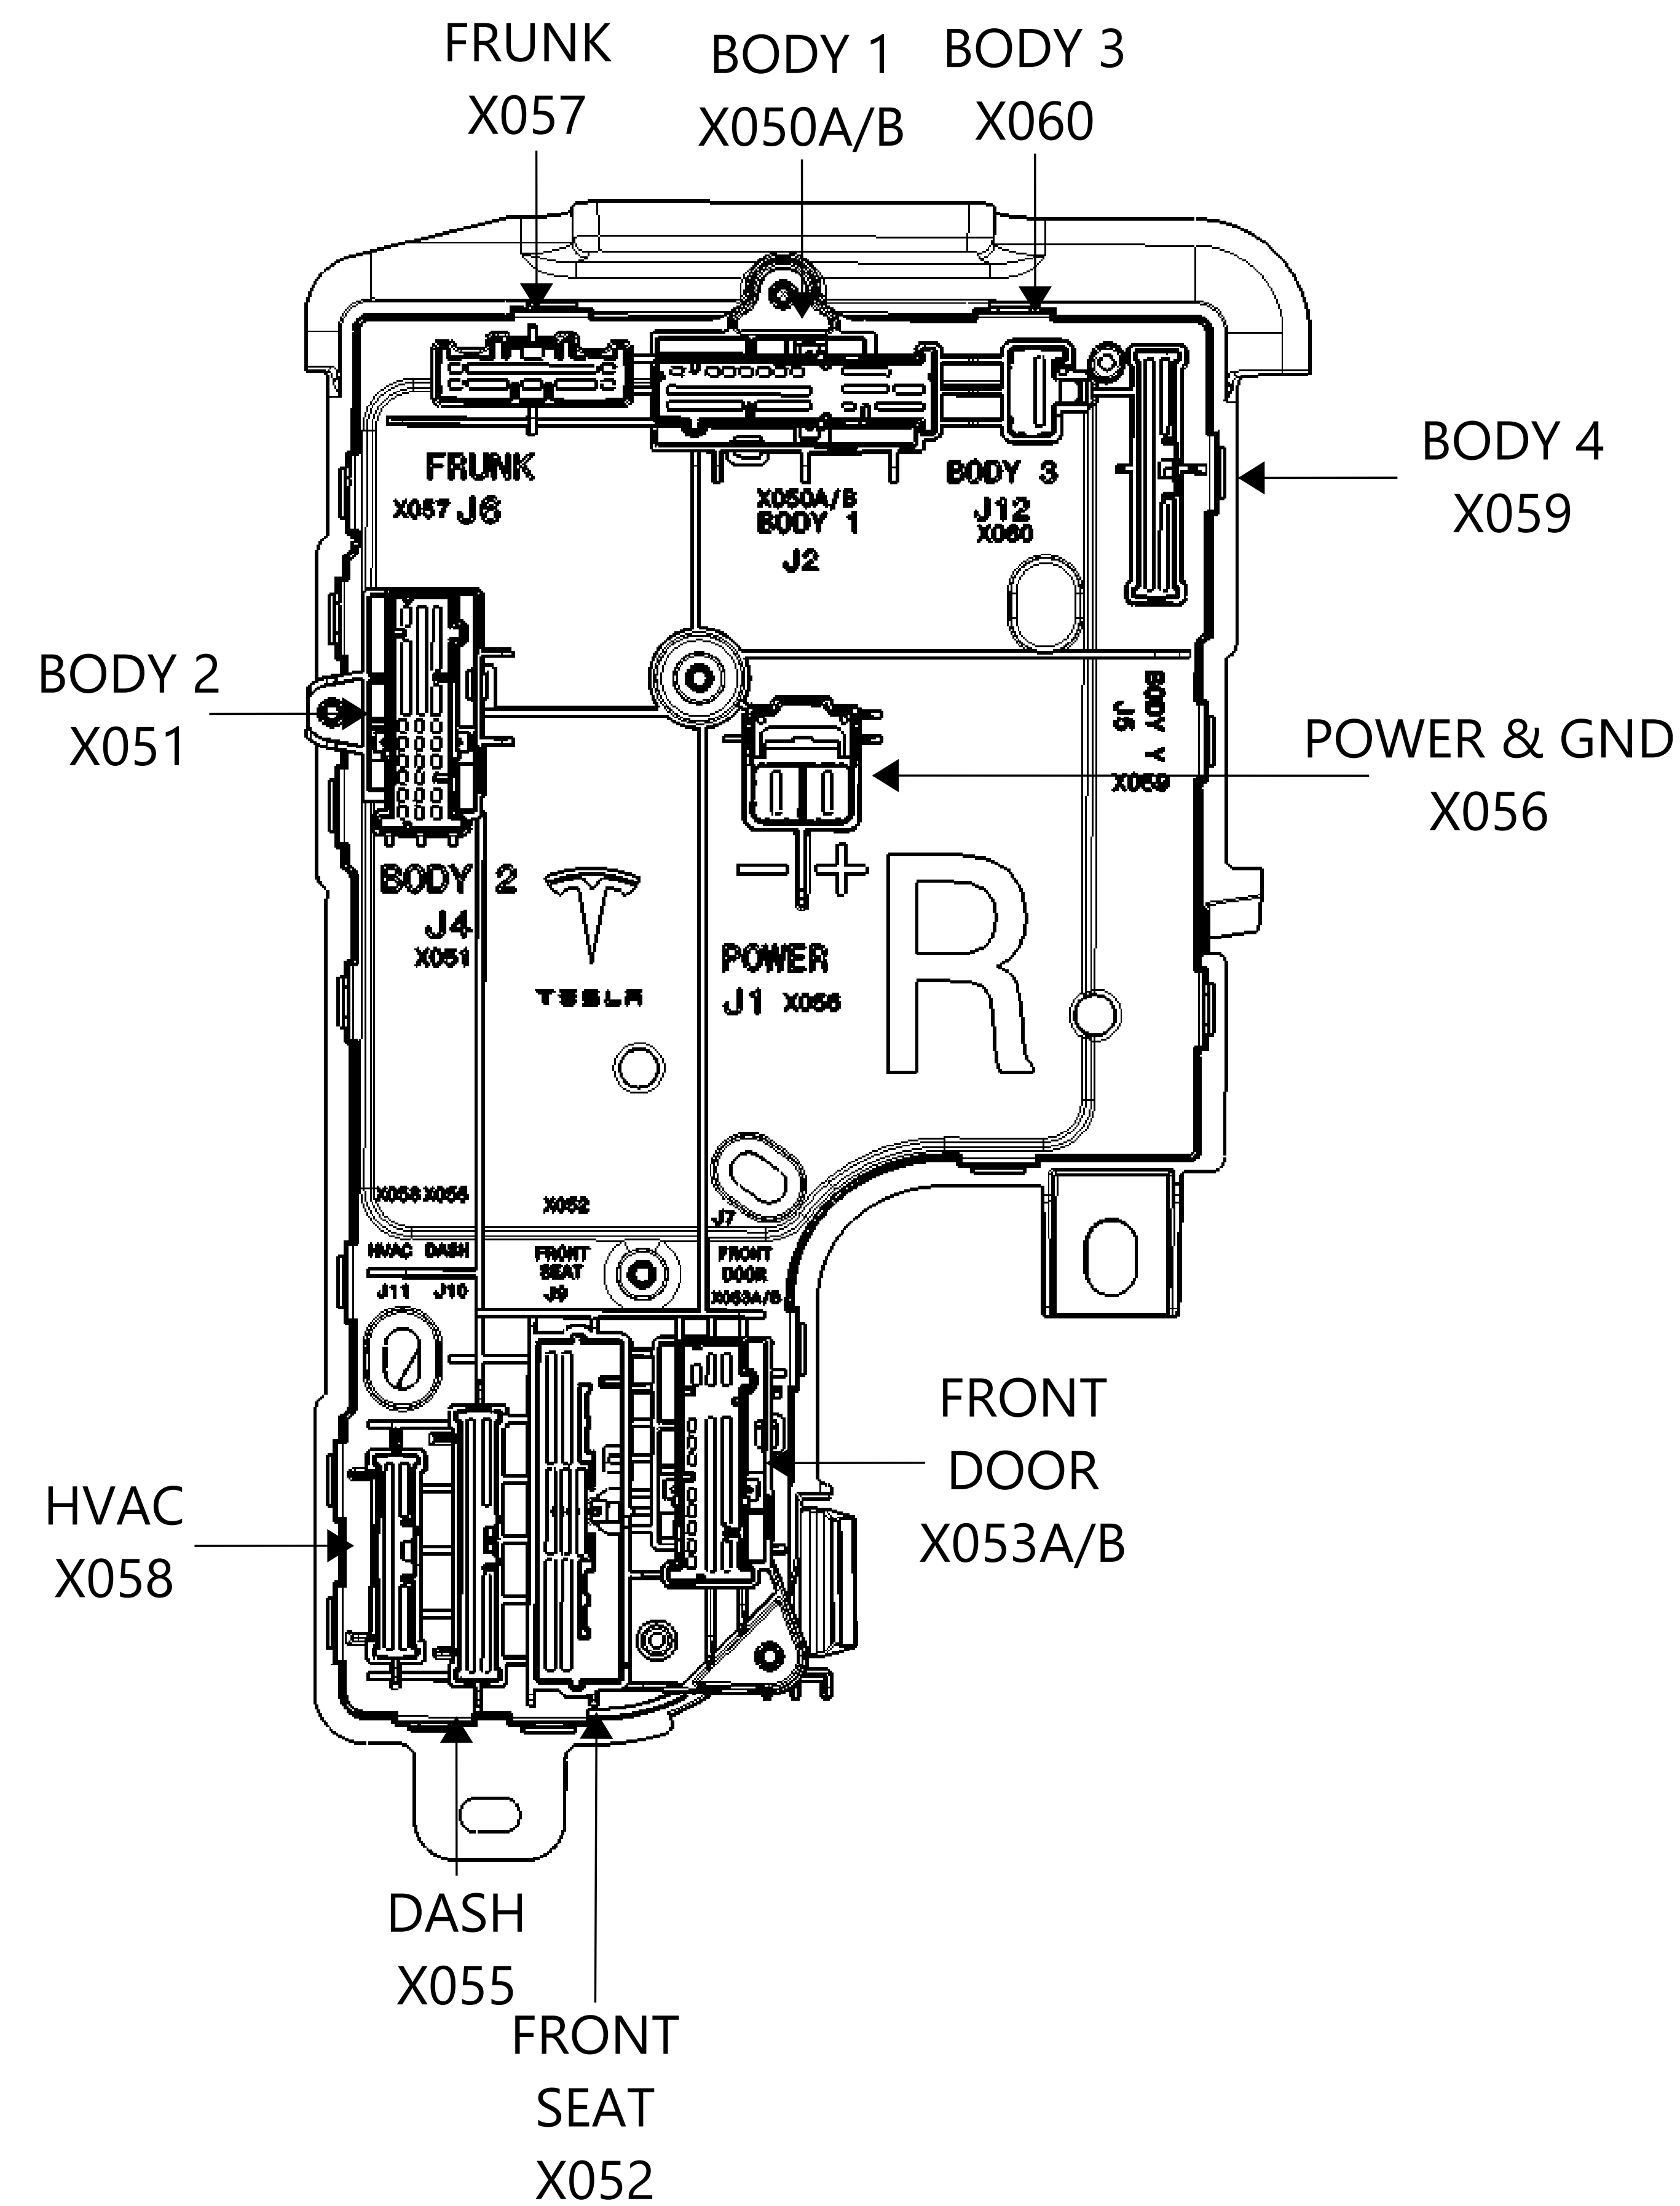 FRUNK
X057
BODY 1
X050A/B
BODY 3
X060
BODY 4
X059
FRUNK
X057 J6
X050A/B
BODY 1
J2
BODY 3
J12
X060
BODY 2
X051
BODY Y
J5
X059
POWER & GND
X056
BODY 2
J4
X051
TESLA
− +
POWER
J1 X056
R
X058 X055
HVAC DASH
J11 J10
X052
FRONT
SEAT
J9
J7
FRONT
DOOR
X053A/B
FRONT
DOOR
X053A/B
HVAC
X058
DASH
X055
FRONT
SEAT
X052